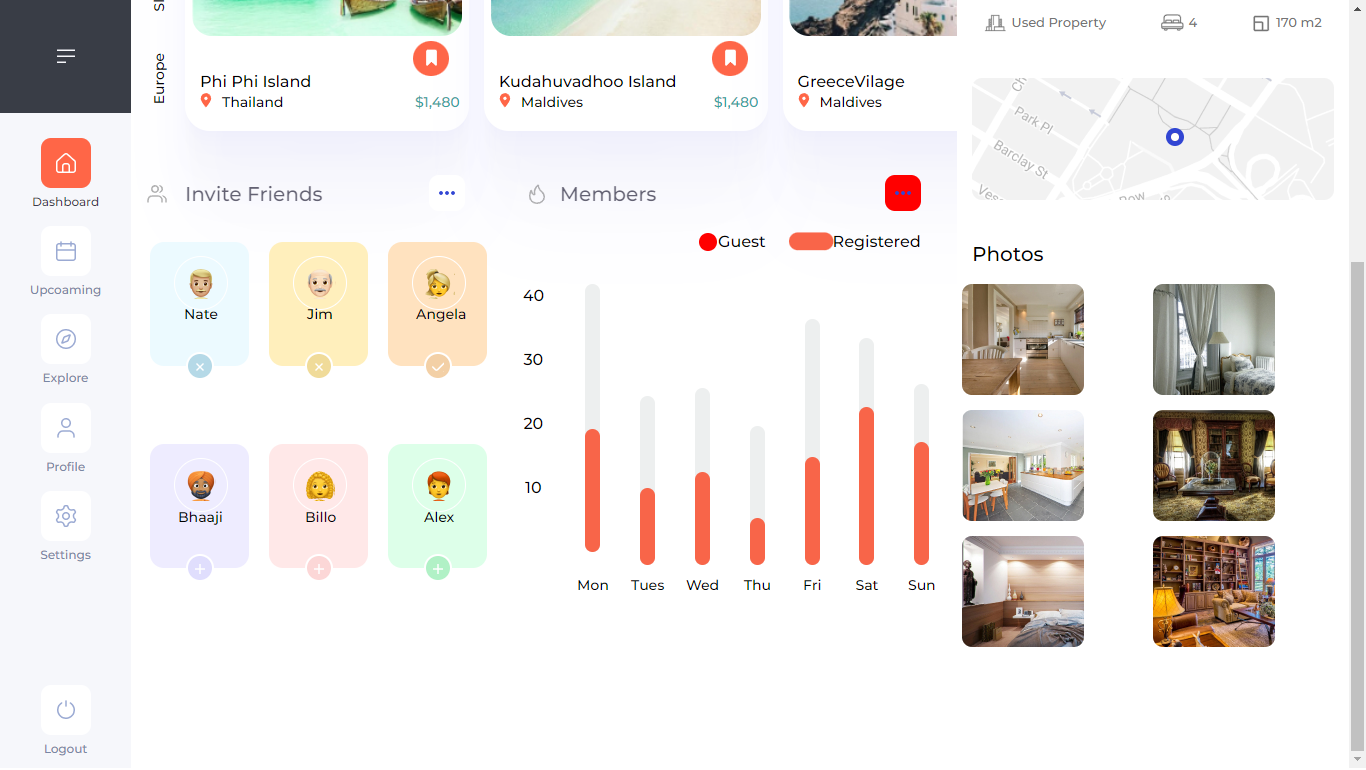 Dashboard
Upcoaming
Explore
Profile
Settings
Logout
Europe
Phi Phi Island
Thailand
$1,480
Kudahuvadhoo Island
Maldives
$1,480
GreeceVilage
Maldives
Invite Friends
Nate
Jim
Angela
Bhaaji
Billo
Alex
Members
Guest
Registered
40
30
20
10
Mon
Tues
Wed
Thu
Fri
Sat
Sun
Used Property
4
170 m2
Park Pl
Barclay St
Row
Photos